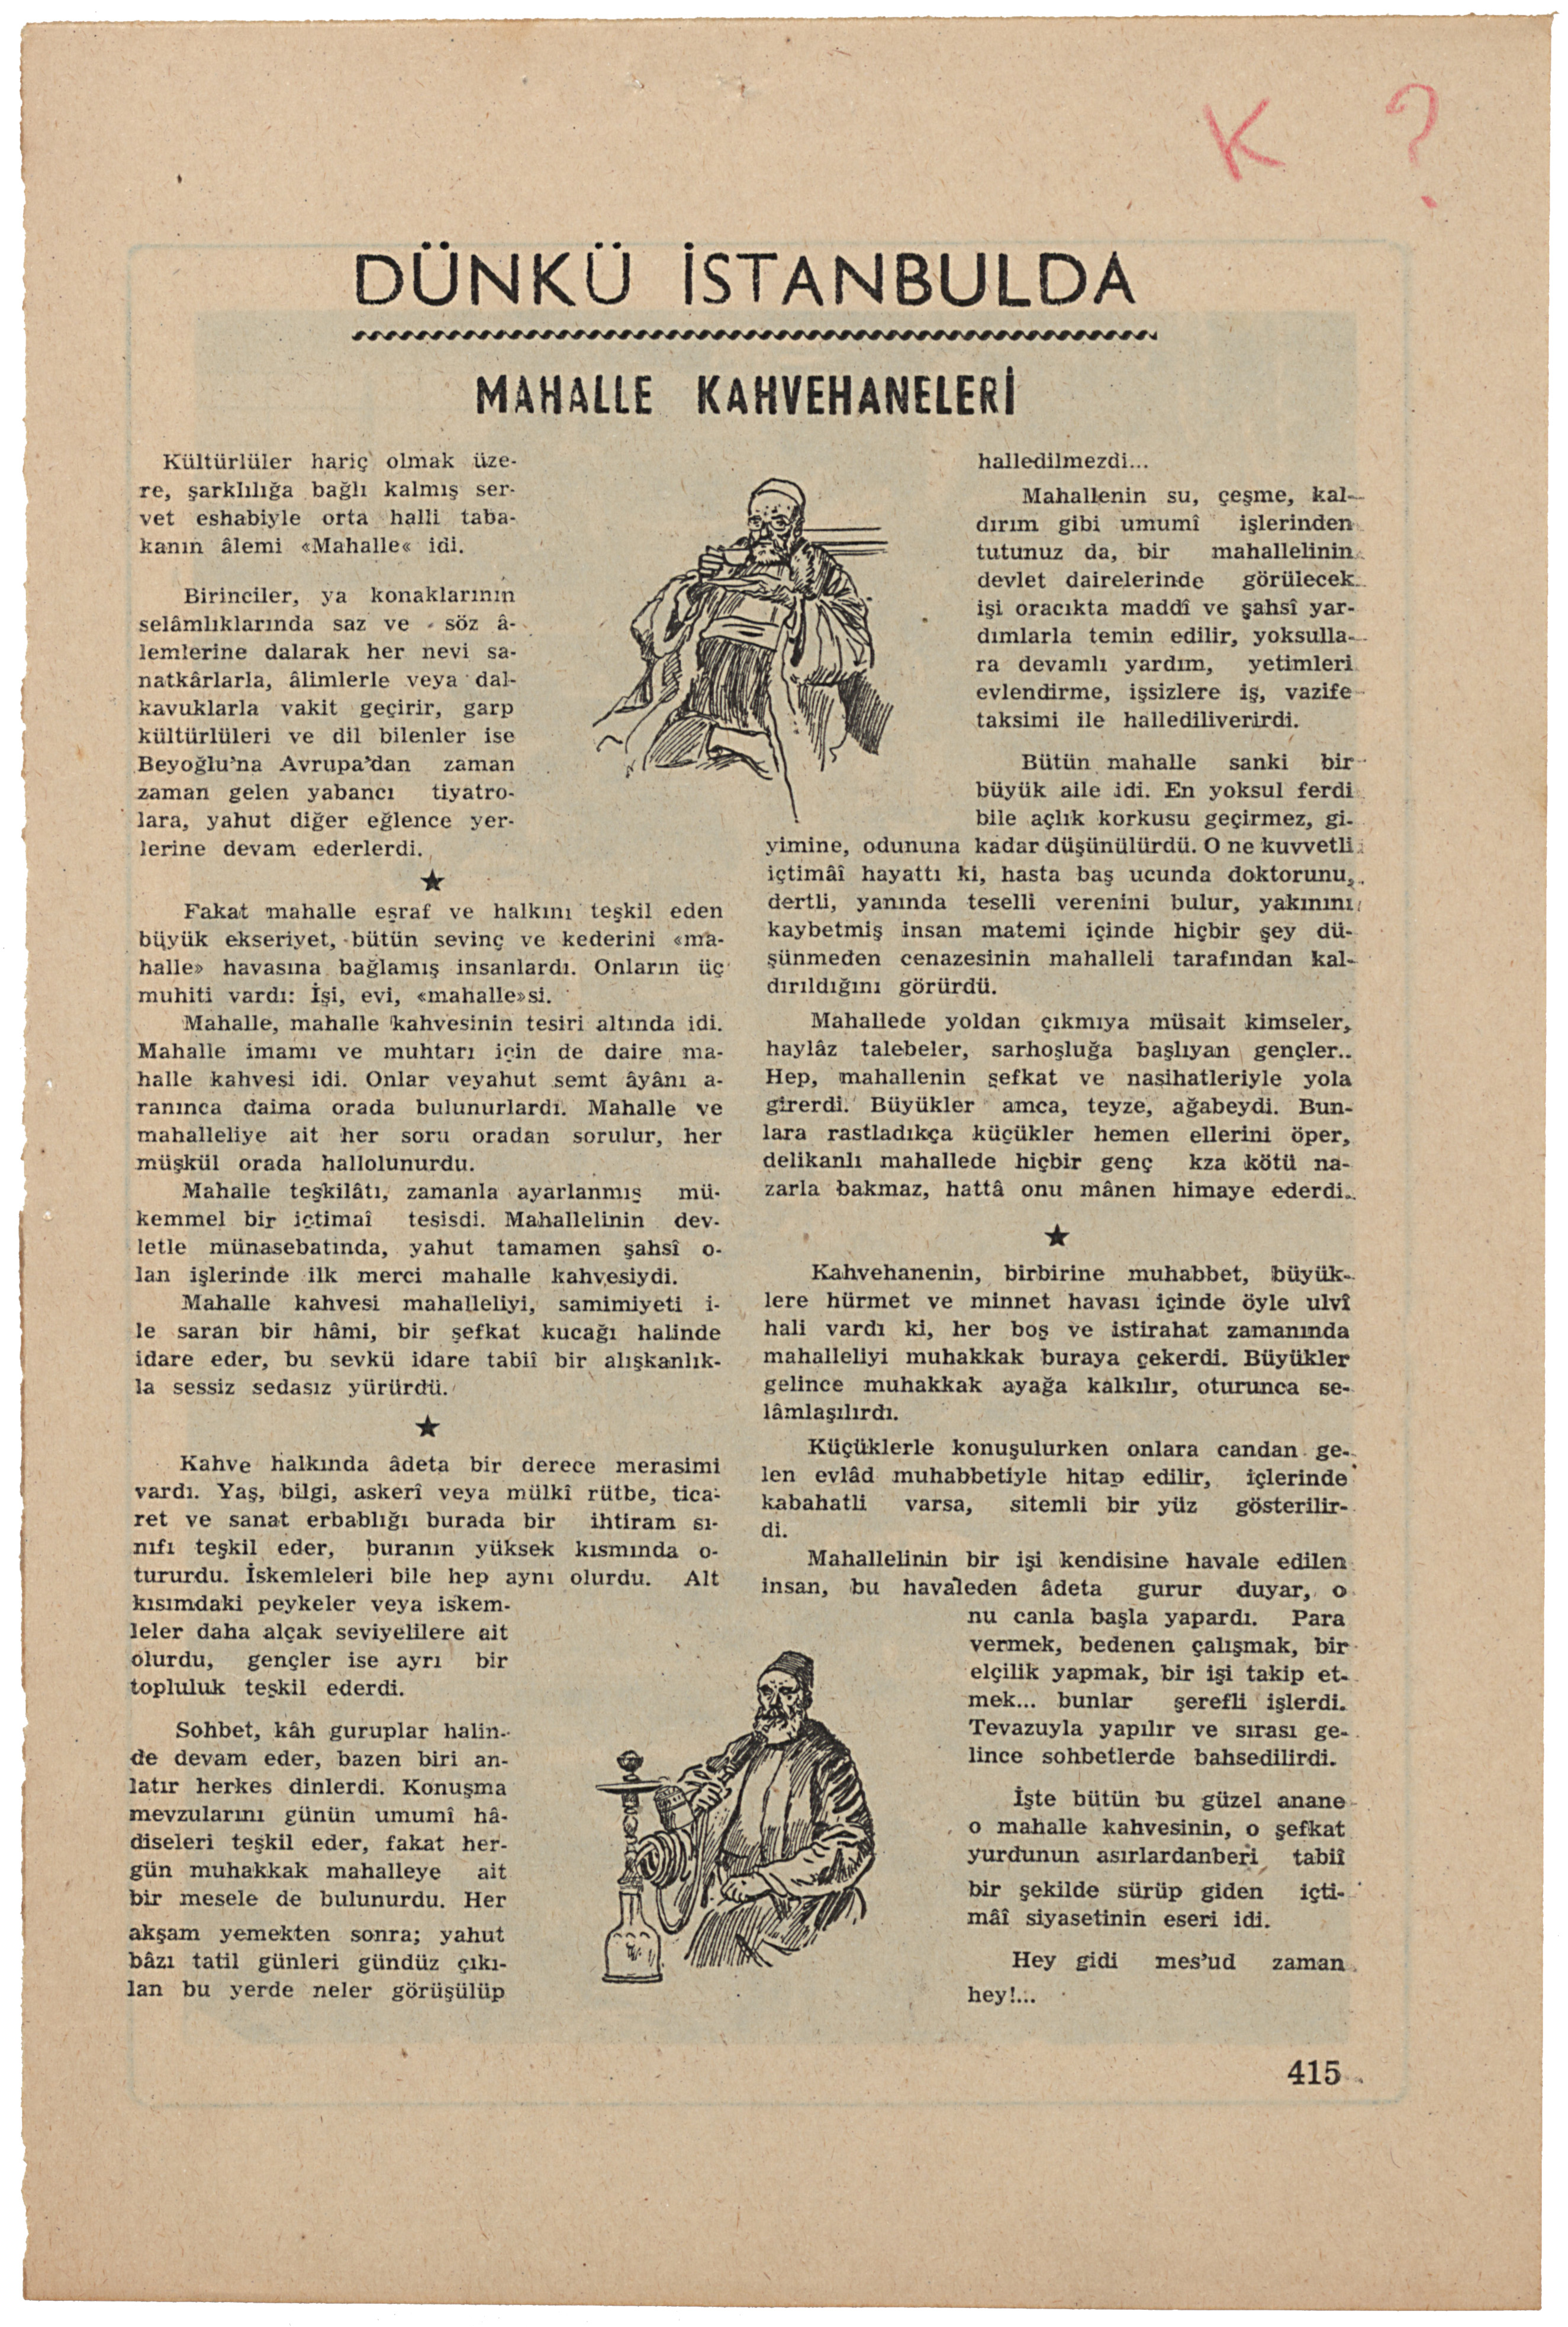 K ?
DÜNKÜ İSTANBULDA
MAHALLE KAHVEHANELERİ
Kültürlüler hariç olmak üze-
re, şarklılığa bağlı kalmış ser-
vet eshabiyle orta halli taba-
kanın âlemi «Mahalle« idi.
Birinciler, ya konaklarının
selâmlıklarında saz ve söz â-
lemlerine dalarak her nevi sa-
natkârlarla, âlimlerle veya dal-
kavuklarla vakit geçirir, garp
kültürlüleri ve dil bilenler ise
Beyoğlu'na Avrupa'dan zaman
zaman gelen yabancı tiyatro-
lara, yahut diğer eğlence yer-
lerine devam ederlerdi.
★
Fakat mahalle eşraf ve halkını teşkil eden
büyük ekseriyet, bütün sevinç ve kederini «ma-
halle» havasına bağlamış insanlardı. Onların üç
muhiti vardı: İşi, evi, «mahalle»si.
Mahalle, mahalle kahvesinin tesiri altında idi.
Mahalle imamı ve muhtarı için de daire ma-
halle kahvesi idi. Onlar veyahut semt âyânı a-
ranınca daima orada bulunurlardı. Mahalle ve
mahalleliye ait her soru oradan sorulur, her
müşkül orada hallolunurdu.
Mahalle teşkilâtı, zamanla ayarlanmış mü-
kemmel bir içtimaî tesisdi. Mahallelinin dev-
letle münasebatında, yahut tamamen şahsî o-
lan işlerinde ilk merci mahalle kahvesiydi.
Mahalle kahvesi mahalleliyi, samimiyeti i-
le saran bir hâmi, bir şefkat kucağı halinde
idare eder, bu sevkü idare tabiî bir alışkanlık-
la sessiz sedasız yürürdü.
★
Kahve halkında âdeta bir derece merasimi
vardı. Yaş, bilgi, askerî veya mülkî rütbe, tica-
ret ve sanat erbablığı burada bir ihtiram sı-
nıfı teşkil eder, buranın yüksek kısmında o-
tururdu. İskemleleri bile hep aynı olurdu. Alt
kısımdaki peykeler veya iskem-
leler daha alçak seviyelilere ait
olurdu, gençler ise ayrı bir
topluluk teşkil ederdi.
Sohbet, kâh guruplar halin-
de devam eder, bazen biri an-
latır herkes dinlerdi. Konuşma
mevzularını günün umumî hâ-
diseleri teşkil eder, fakat her-
gün muhakkak mahalleye ait
bir mesele de bulunurdu. Her
akşam yemekten sonra; yahut
bâzı tatil günleri gündüz çıkı-
lan bu yerde neler görüşülüp
halledilmezdi...
Mahallenin su, çeşme, kal-
dırım gibi umumî işlerinden
tutunuz da, bir mahallelinin
devlet dairelerinde görülecek
işi oracıkta maddî ve şahsî yar-
dımlarla temin edilir, yoksulla-
ra devamlı yardım, yetimleri
evlendirme, işsizlere iş, vazife
taksimi ile hallediliverirdi.
Bütün mahalle sanki bir
büyük aile idi. En yoksul ferdi
bile açlık korkusu geçirmez, gi-
yimine, odununa kadar düşünülürdü. O ne kuvvetli
içtimâî hayattı ki, hasta baş ucunda doktorunu,
dertli, yanında teselli verenini bulur, yakınını
kaybetmiş insan matemi içinde hiçbir şey dü-
şünmeden cenazesinin mahalleli tarafından kal-
dırıldığını görürdü.
Mahallede yoldan çıkmıya müsait kimseler,
haylâz talebeler, sarhoşluğa başlıyan gençler..
Hep, mahallenin şefkat ve nasihatleriyle yola
girerdi. Büyükler amca, teyze, ağabeydi. Bun-
lara rastladıkça küçükler hemen ellerini öper,
delikanlı mahallede hiçbir genç kza kötü na-
zarla bakmaz, hattâ onu mânen himaye ederdi..
★
Kahvehanenin, birbirine muhabbet, büyük-
lere hürmet ve minnet havası içinde öyle ulvî
hali vardı ki, her boş ve istirahat zamanında
mahalleliyi muhakkak buraya çekerdi. Büyükler
gelince muhakkak ayağa kalkılır, oturunca se-
lâmlaşılırdı.
Küçüklerle konuşulurken onlara candan ge-
len evlâd muhabbetiyle hitap edilir, içlerinde
kabahatli varsa, sitemli bir yüz gösterilir-
di.
Mahallelinin bir işi kendisine havale edilen
insan, bu havaleden âdeta gurur duyar, o
nu canla başla yapardı. Para
vermek, bedenen çalışmak, bir
elçilik yapmak, bir işi takip et-
mek... bunlar şerefli işlerdi.
Tevazuyla yapılır ve sırası ge-
lince sohbetlerde bahsedilirdi.
İşte bütün bu güzel anane
o mahalle kahvesinin, o şefkat
yurdunun asırlardanberi tabiî
bir şekilde sürüp giden içti-
mâî siyasetinin eseri idi.
Hey gidi mes'ud zaman
hey!...
415